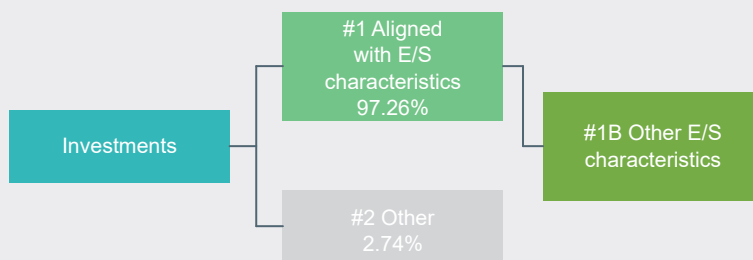 #1 Aligned
with E/S
characteristics
97.26%
Investments
#1B Other E/S
characteristics
#2 Other
2.74%